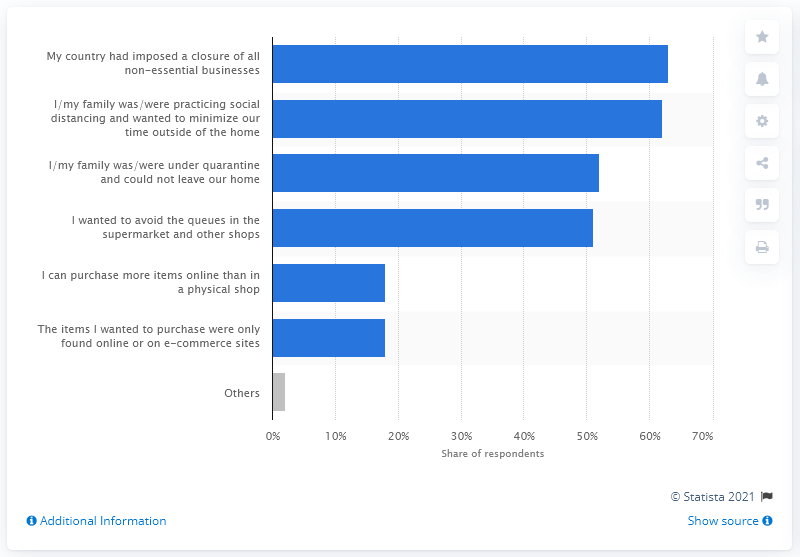 My country had imposed a closure of all
non-essential businesses
I/my family was/were practicing social
distancing and wanted to minimize our
time outside of the home
I/my family was/were under quarantine
and could not leave our home
I wanted to avoid the queues in the
supermarket and other shops
I can purchase more items online than in
a physical shop
The items I wanted to purchase were only
found online or on e-commerce sites
Others
0% 10% 20% 30% 40% 50% 60% 70%
Share of respondents
© Statista 2021
Additional Information
Show source